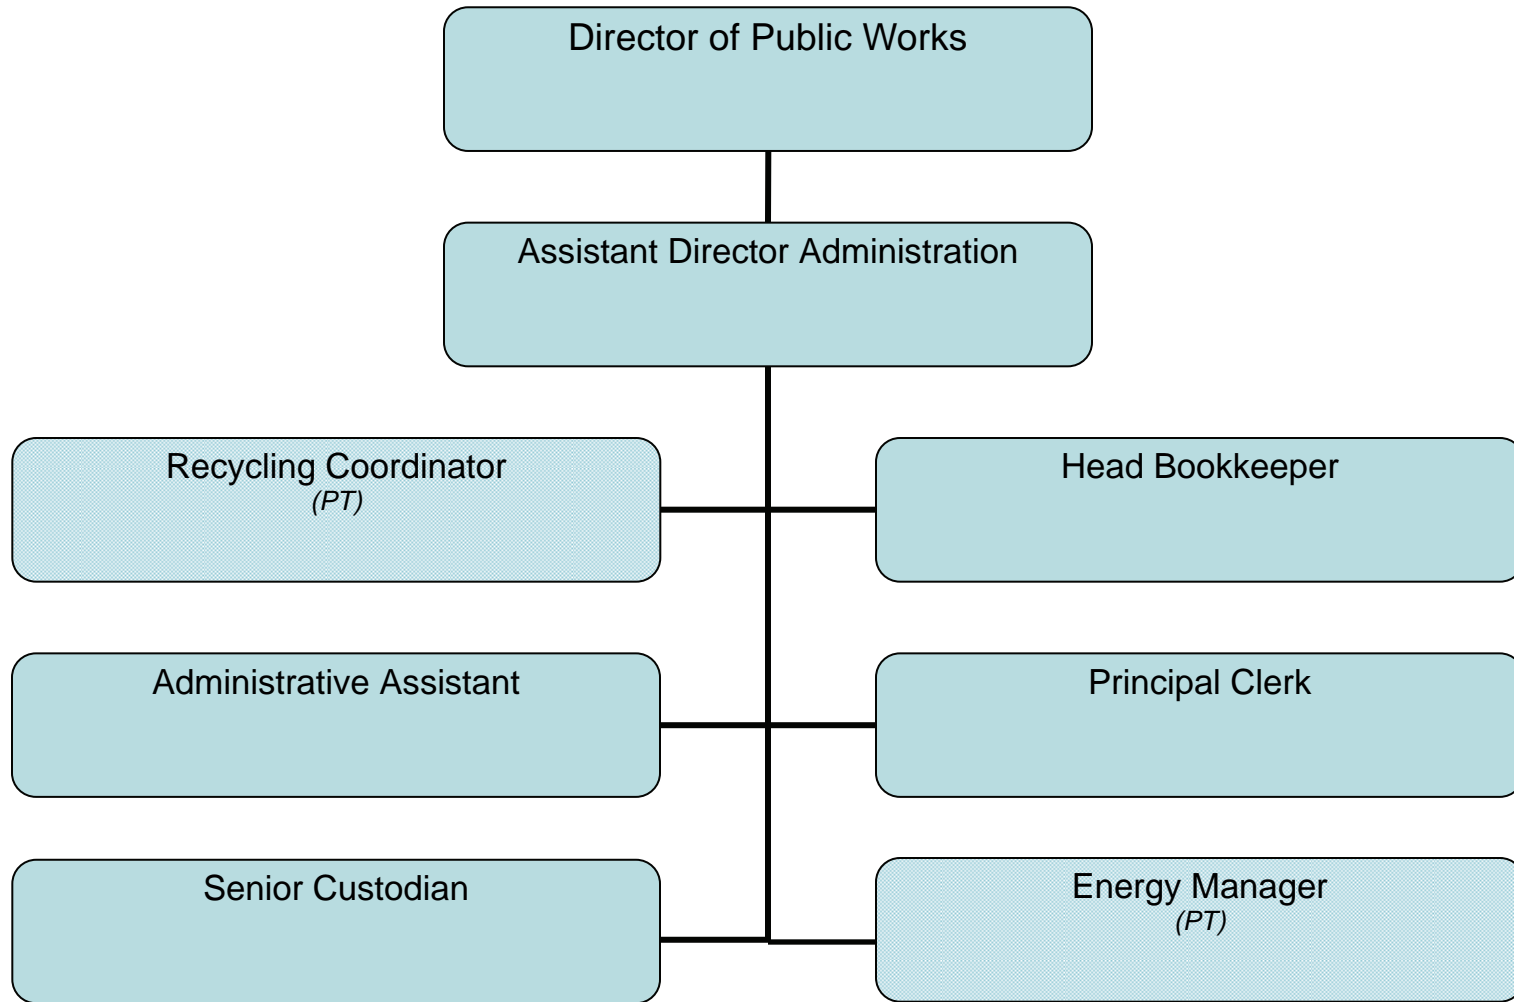 Director of Public Works
Assistant Director Administration
Recycling Coordinator
(PT)
Head Bookkeeper
Administrative Assistant
Principal Clerk
Senior Custodian
Energy Manager
(PT)